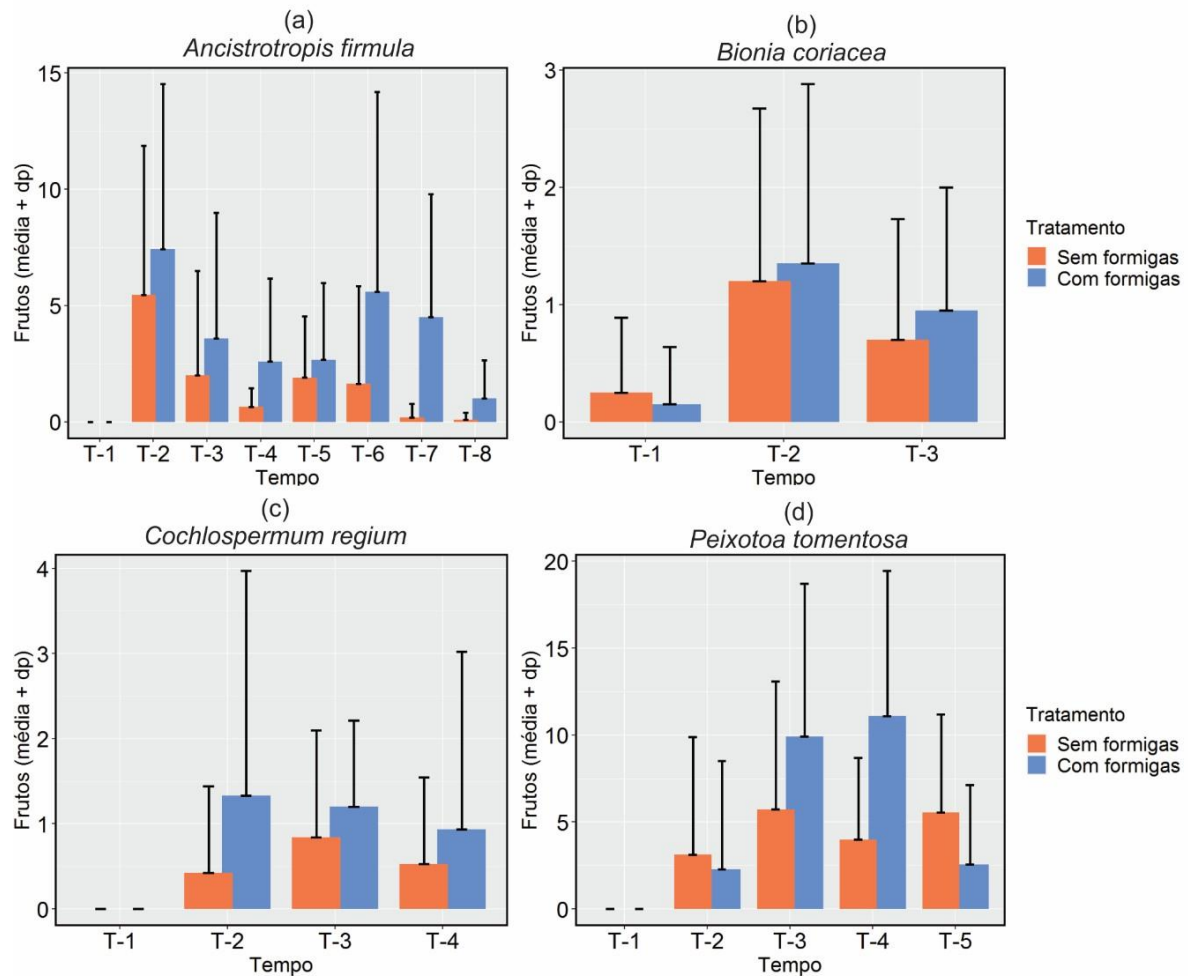 (a)
Ancistrotropis firmula
15
10
5
0
Frutos (média + dp)
T-1 T-2 T-3 T-4 T-5 T-6 T-7 T-8
Tempo
(b)
Bionia coriacea
3
2
1
0
Frutos (média + dp)
T-1 T-2 T-3
Tempo
Tratamento
Sem formigas
Com formigas
(c)
Cochlospermum regium
4
3
2
1
0
Frutos (média + dp)
T-1 T-2 T-3 T-4
Tempo
(d)
Peixotoa tomentosa
20
15
10
5
0
Frutos (média + dp)
T-1 T-2 T-3 T-4 T-5
Tempo
Tratamento
Sem formigas
Com formigas